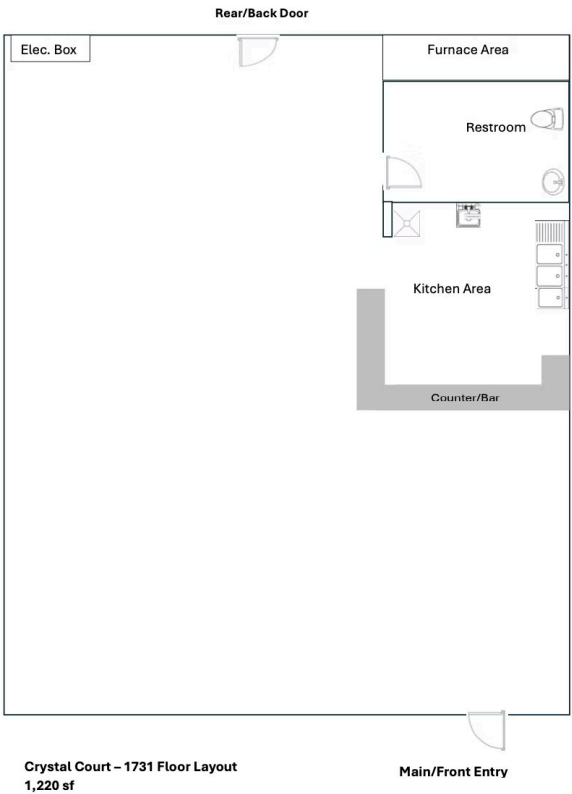 Rear/Back Door
Elec. Box
Furnace Area
Restroom
Kitchen Area
Counter/Bar
Crystal Court – 1731 Floor Layout
1,220 sf
Main/Front Entry